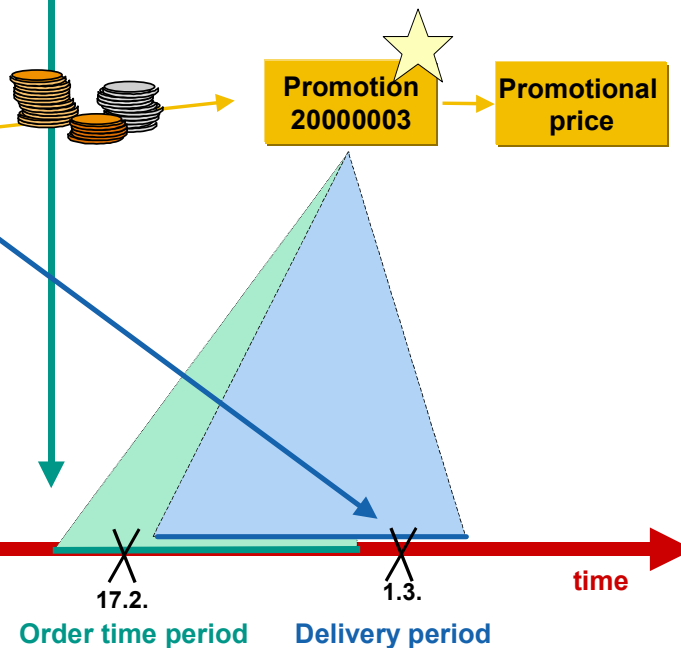 Promotion
20000003
Promotional
price
17.2.
1.3.
time
Order time period
Delivery period